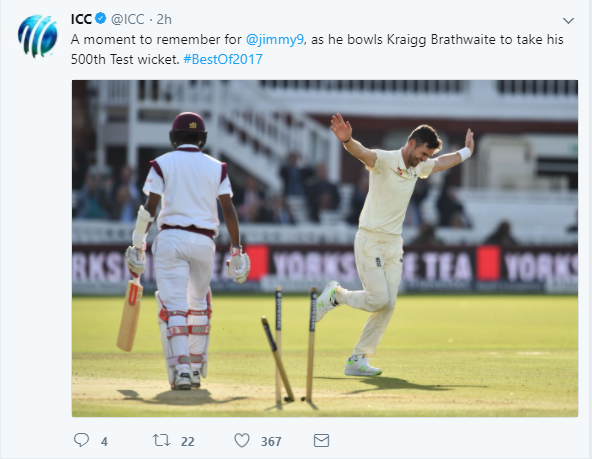 ICC @ICC · 2h
A moment to remember for @jimmy9, as he bowls Kraigg Brathwaite to take his
500th Test wicket. #BestOf2017
RKS YORKS E TEA YORKS
4 22 367